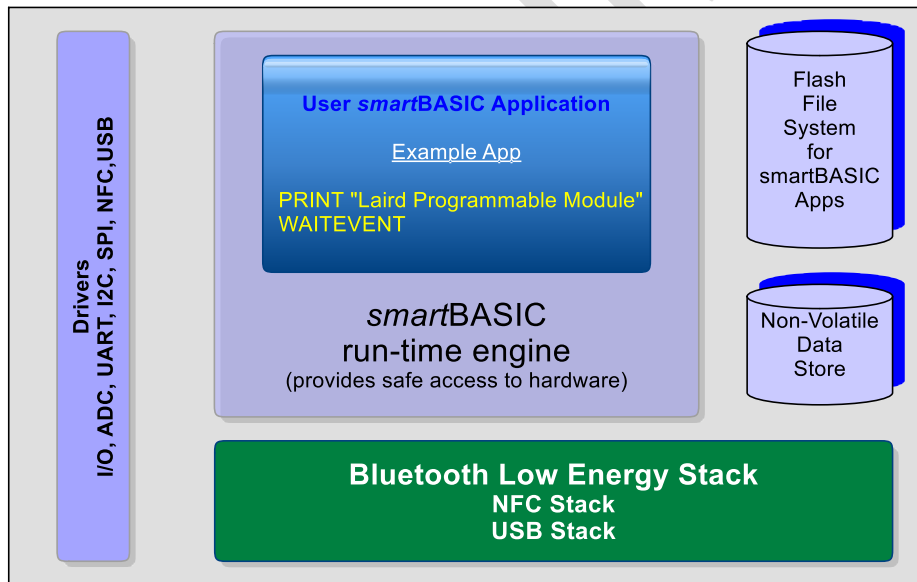 Drivers
I/O, ADC, UART, I2C, SPI, NFC,USB
User smartBASIC Application
Example App
PRINT "Laird Programmable Module"
WAITEVENT
smartBASIC
run-time engine
(provides safe access to hardware)
Flash
File
System
for
smartBASIC
Apps
Non-Volatile
Data
Store
Bluetooth Low Energy Stack
NFC Stack
USB Stack